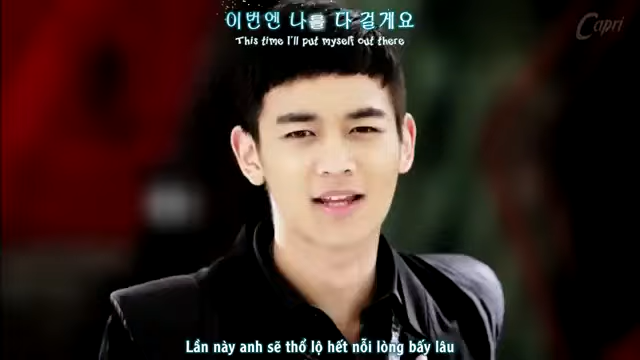 이번엔 나를 다 걸게요
This time I'll put myself out there
Capri
Lần này anh sẽ thổ lộ hết nỗi lòng bấy lâu